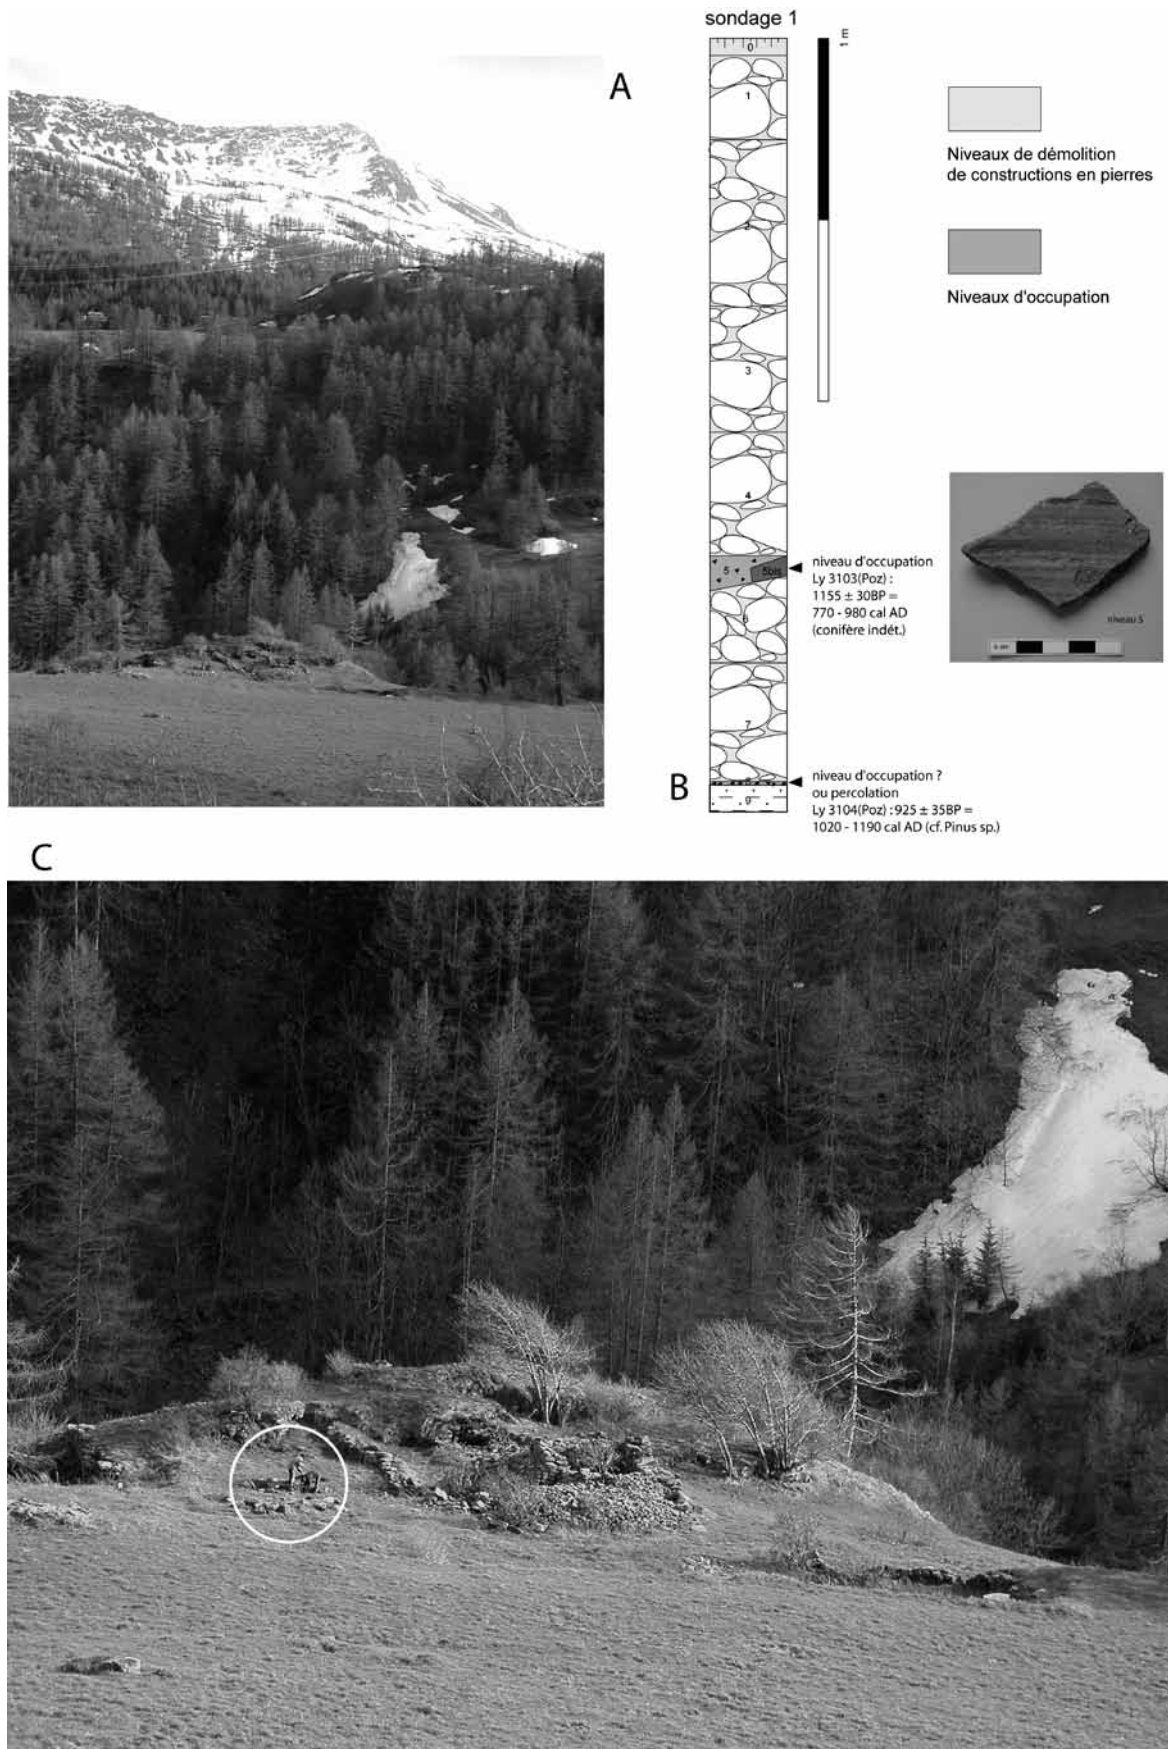 sondage 1
A
0
1 m
1
Niveaux de démolition
de constructions en pierres
2
Niveaux d'occupation
3
4
5
5bis
niveau d'occupation
Ly 3103(Poz) :
1155 ± 30BP =
770 - 980 cal AD
(conifère indét.)
niveau 5
6
7
B
niveau d'occupation ?
ou percolation
Ly 3104(Poz) : 925 ± 35BP =
1020 - 1190 cal AD (cf. Pinus sp.)
9
C